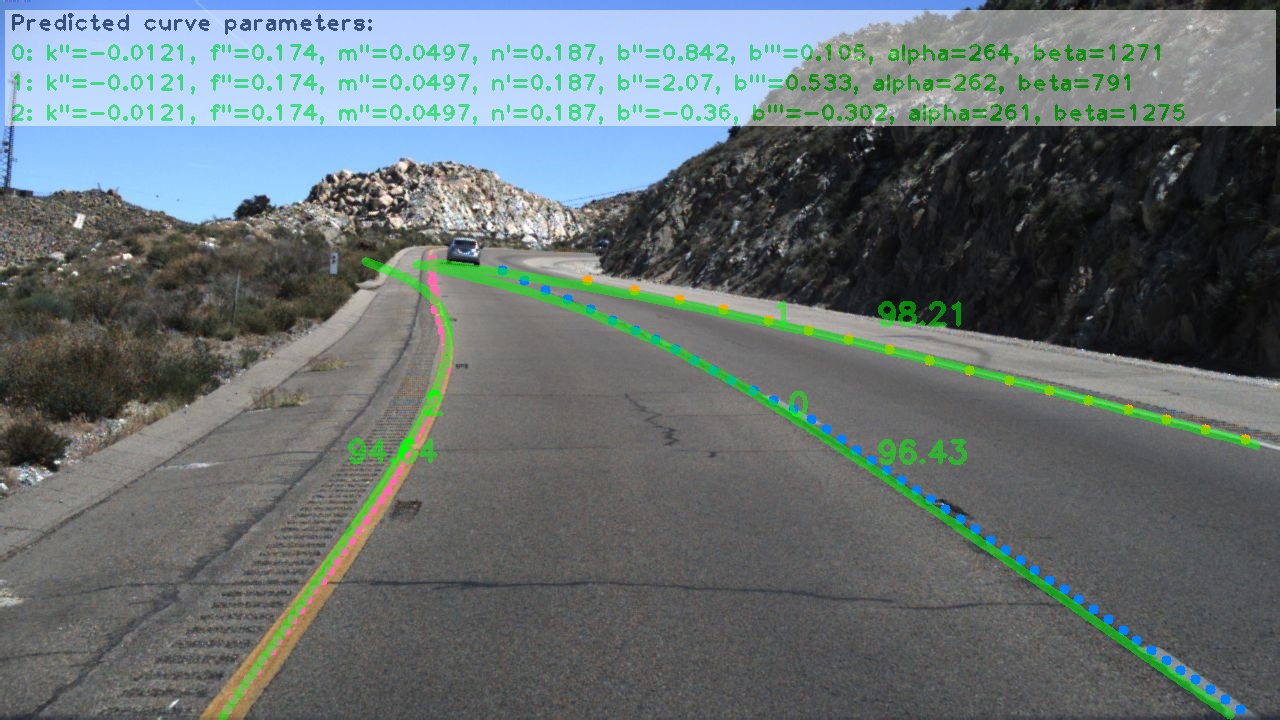 Predicted curve parameters:
0: k''=-0.0121, f''=0.174, m''=0.0497, n'=0.187, b''=0.842, b'''=0.105, alpha=264, beta=1271
1: k''=-0.0121, f''=0.174, m''=0.0497, n'=0.187, b''=2.07, b'''=0.533, alpha=262, beta=791
2: k''=-0.0121, f''=0.174, m''=0.0497, n'=0.187, b''=-0.36, b'''=-0.302, alpha=261, beta=1275
1 98.21
2 0
96.43